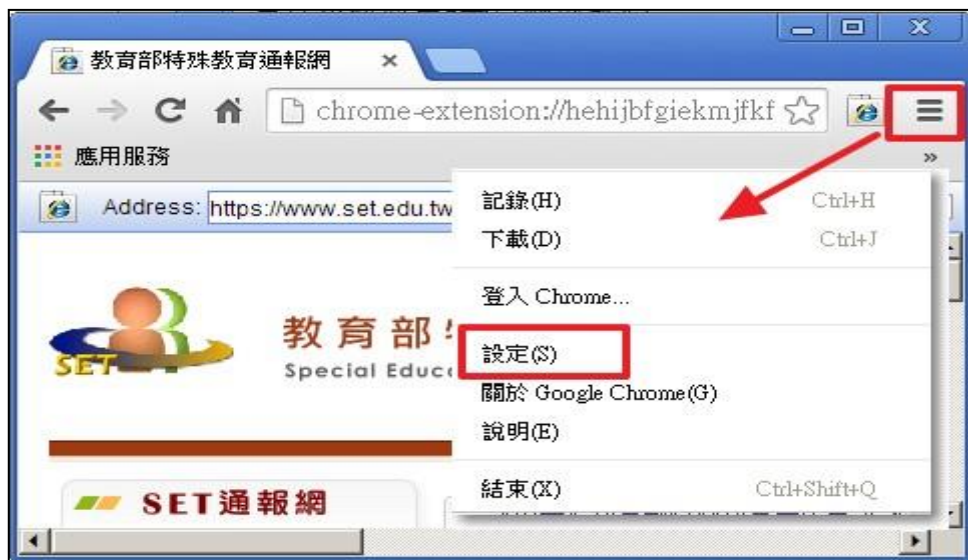 教育部特殊教育通報網
chrome-extension://hehijbfgiekmjfkf
應用服務
»
Address: https://www.set.edu.tw
記錄(H) Ctrl+H
下載(D) Ctrl+J
登入 Chrome...
設定(S)
關於 Google Chrome(G)
說明(E)
結束(X) Ctrl+Shift+Q
SET
教育部
Special Educ
SET通報網